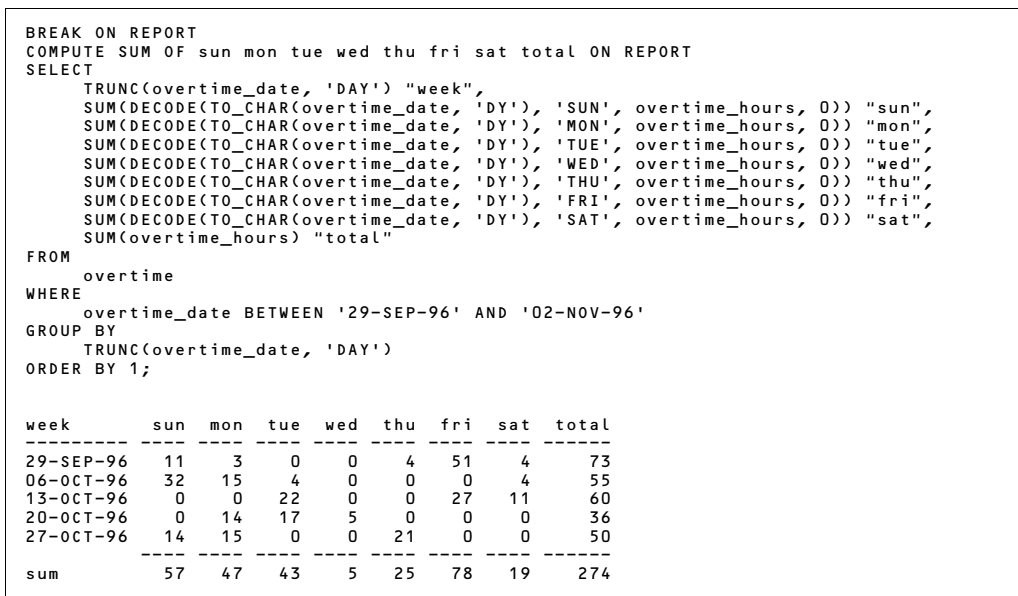 BREAK ON REPORT
COMPUTE SUM OF sun mon tue wed thu fri sat total ON REPORT
SELECT
     TRUNC(overtime_date, 'DAY') "week",
     SUM(DECODE(TO_CHAR(overtime_date, 'DY'), 'SUN', overtime_hours, 0)) "sun",
     SUM(DECODE(TO_CHAR(overtime_date, 'DY'), 'MON', overtime_hours, 0)) "mon",
     SUM(DECODE(TO_CHAR(overtime_date, 'DY'), 'TUE', overtime_hours, 0)) "tue",
     SUM(DECODE(TO_CHAR(overtime_date, 'DY'), 'WED', overtime_hours, 0)) "wed",
     SUM(DECODE(TO_CHAR(overtime_date, 'DY'), 'THU', overtime_hours, 0)) "thu",
     SUM(DECODE(TO_CHAR(overtime_date, 'DY'), 'FRI', overtime_hours, 0)) "fri",
     SUM(DECODE(TO_CHAR(overtime_date, 'DY'), 'SAT', overtime_hours, 0)) "sat",
     SUM(overtime_hours) "total"
FROM
     overtime
WHERE
     overtime_date BETWEEN '29-SEP-96' AND '02-NOV-96'
GROUP BY
     TRUNC(overtime_date, 'DAY')
ORDER BY 1;
week       sun  mon  tue  wed  thu  fri  sat  total
--------- ---- ---- ---- ---- ---- ---- ---- ------
29-SEP-96   11    3    0    0    4   51    4     73
06-OCT-96   32   15    4    0    0    0    4     55
13-OCT-96    0    0   22    0    0   27   11     60
20-OCT-96    0   14   17    5    0    0    0     36
27-OCT-96   14   15    0    0   21    0    0     50
          ---- ---- ---- ---- ---- ---- ---- ------
sum         57   47   43    5   25   78   19    274